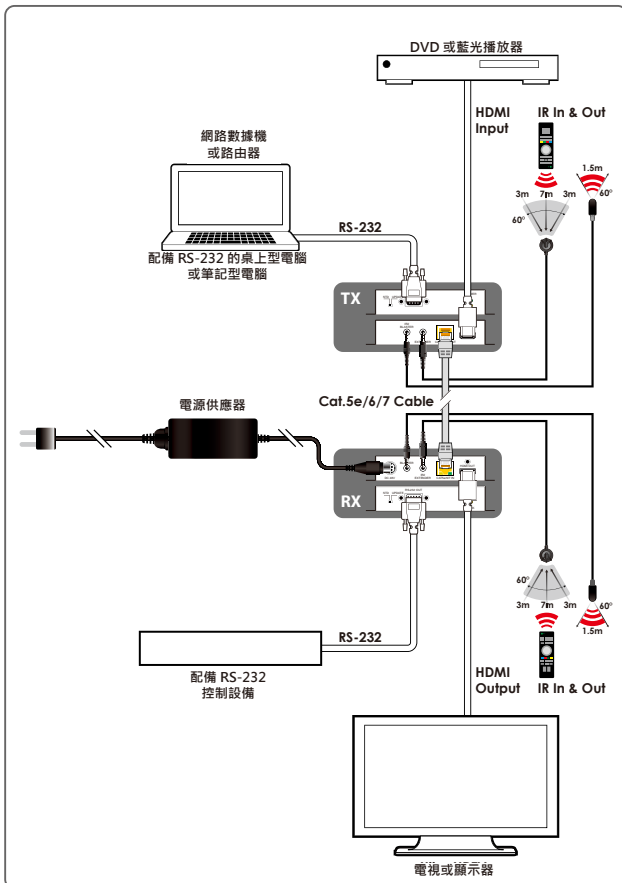 DVD 或藍光播放器
HDMI
Input
IR In & Out
網路數據機
或路由器
1.5m
60º
3m
7m
3m
60º
RS-232
配備 RS-232 的桌上型電腦
或筆記型電腦
TX
Cat.5e/6/7 Cable
電源供應器
RX
60º
3m
7m
3m
60º
1.5m
RS-232
配備 RS-232
控制設備
HDMI
Output
IR In & Out
電視或顯示器